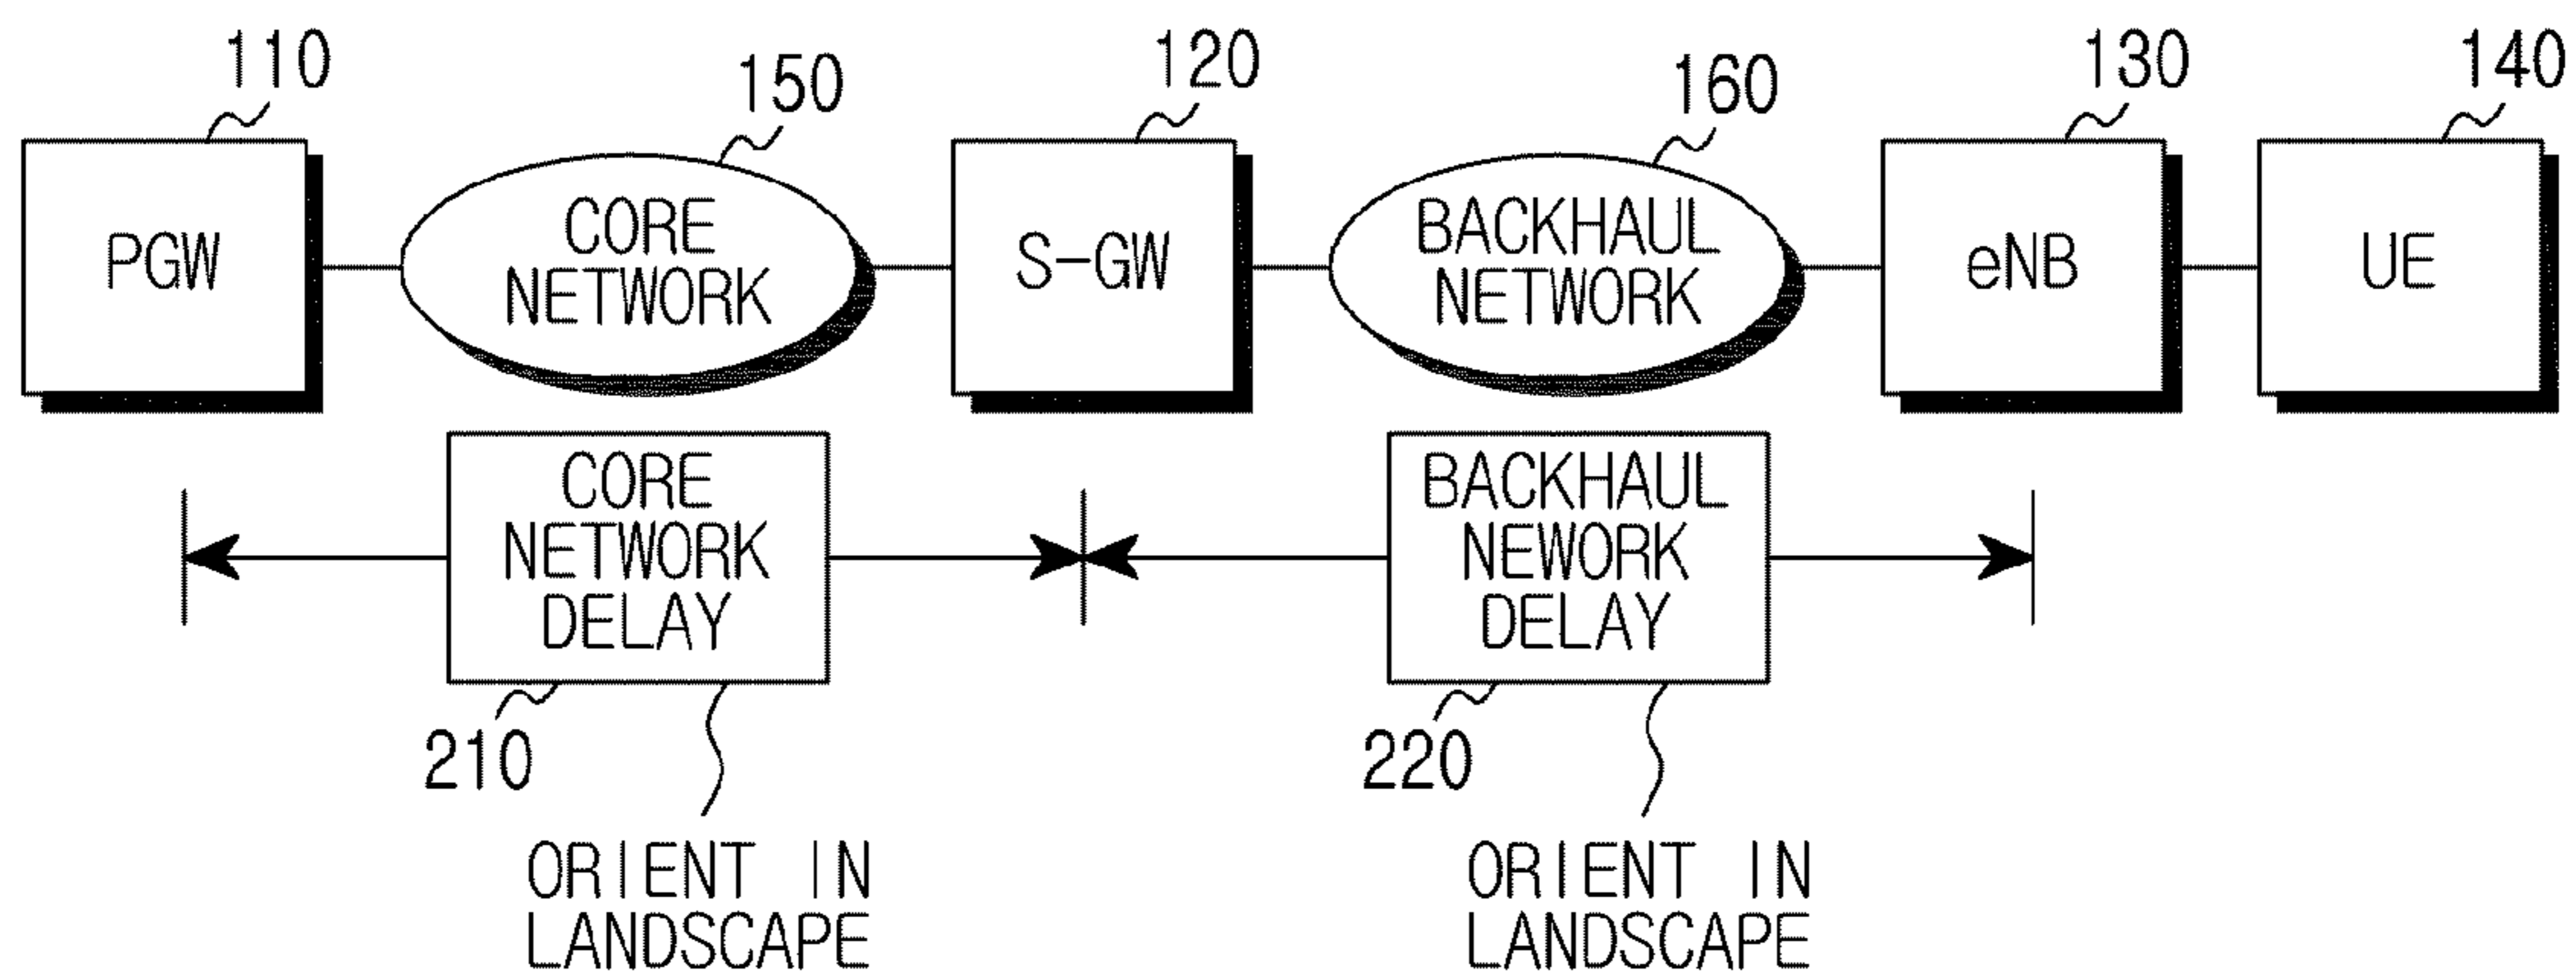 110
150
120
160
130
140
PGW
CORE
NETWORK
S-GW
BACKHAUL
NETWORK
eNB
UE
CORE
NETWORK
DELAY
BACKHAUL
NEWORK
DELAY
210
220
ORIENT IN
LANDSCAPE
ORIENT IN
LANDSCAPE